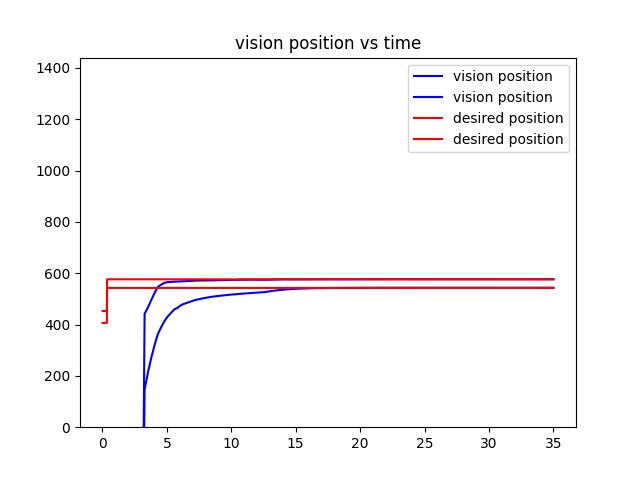 vision position vs time
vision position
vision position
desired position
desired position
1400
1200
1000
800
600
400
200
0
0 5 10 15 20 25 30 35